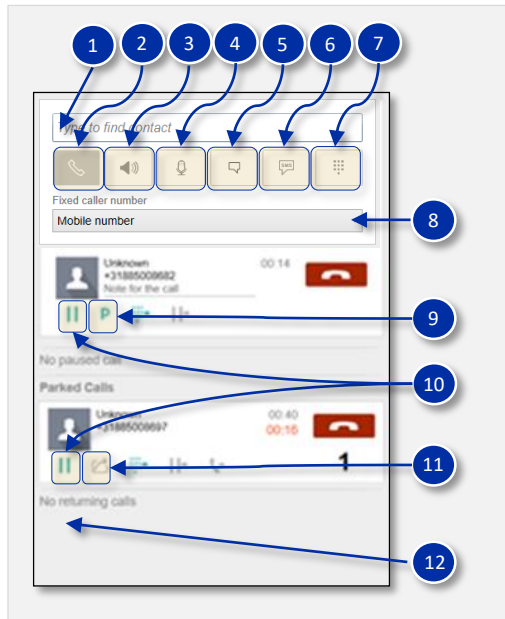 1 2 3 4 5 6 7
Type to find contact
SMS
Fixed caller number
Mobile number
8
Unknown 00:14
+31885008682
Note for the call
P
9
No paused call
10
Parked Calls
Unknown 00:40
+31885008697 00:16
1
11
No returning calls
12